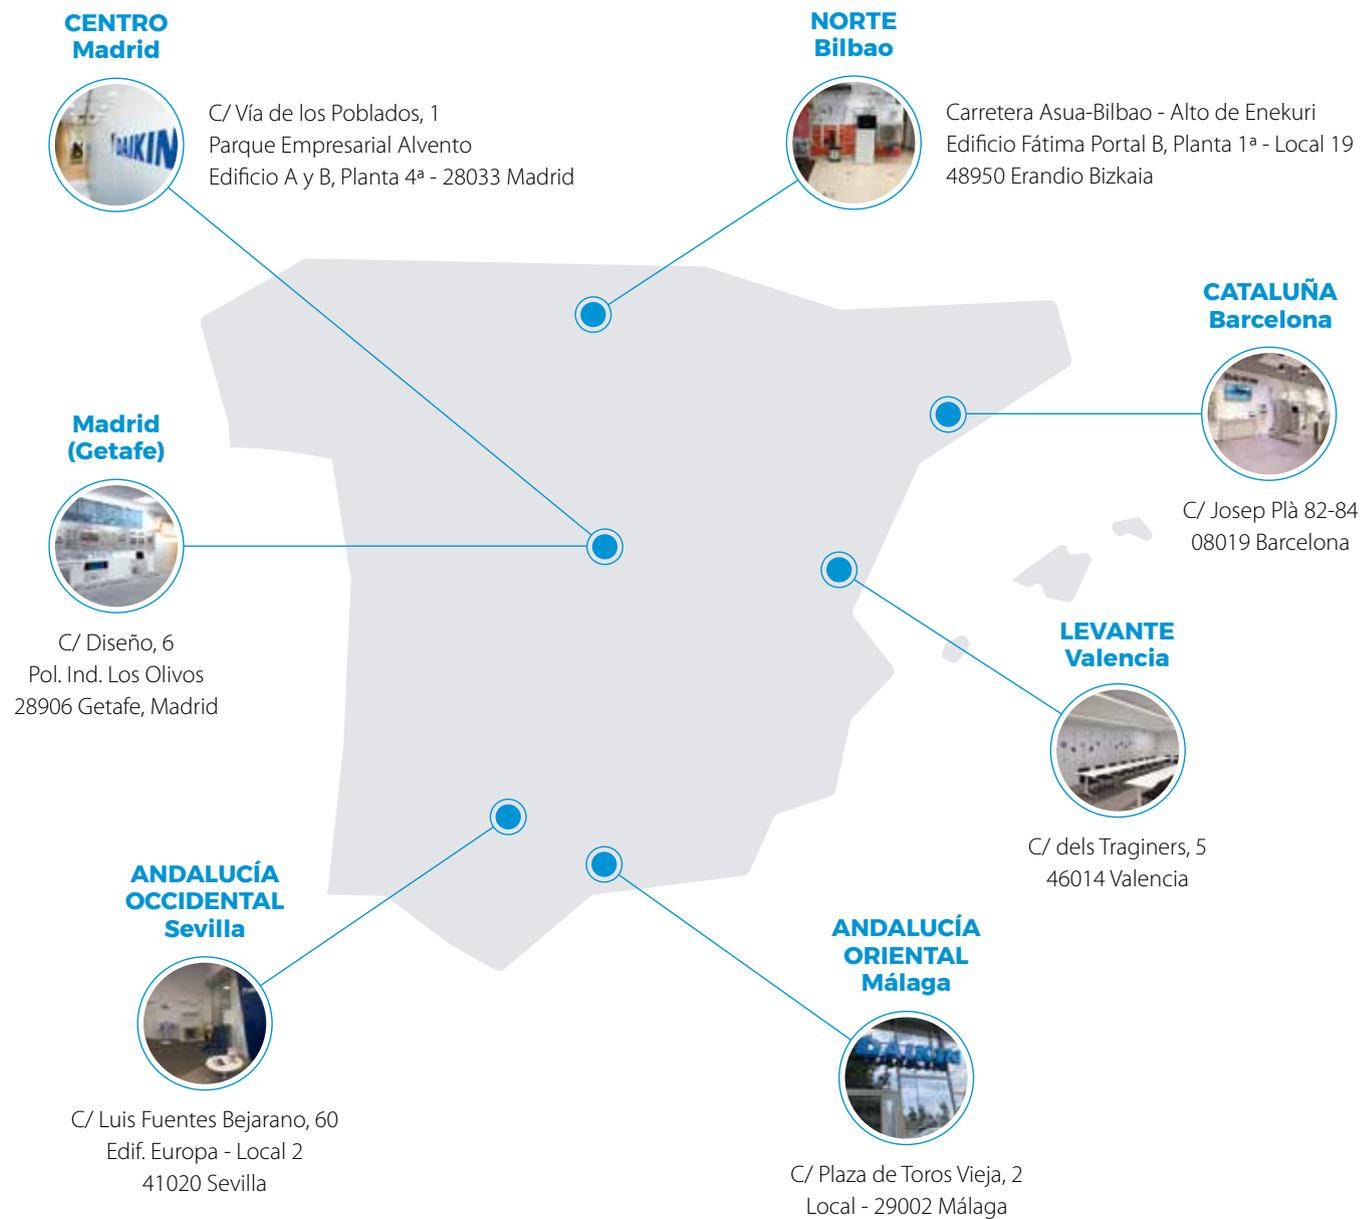 CENTRO
Madrid
DAIKIN
C/ Vía de los Poblados, 1
Parque Empresarial Alvento
Edificio A y B, Planta 4ª - 28033 Madrid
NORTE
Bilbao
Carretera Asua-Bilbao - Alto de Enekuri
Edificio Fátima Portal B, Planta 1ª - Local 19
48950 Erandio Bizkaia
CATALUÑA
Barcelona
C/ Josep Plà 82-84
08019 Barcelona
Madrid
(Getafe)
C/ Diseño, 6
Pol. Ind. Los Olivos
28906 Getafe, Madrid
LEVANTE
Valencia
C/ dels Traginers, 5
46014 Valencia
ANDALUCÍA
OCCIDENTAL
Sevilla
C/ Luis Fuentes Bejarano, 60
Edif. Europa - Local 2
41020 Sevilla
ANDALUCÍA
ORIENTAL
Málaga
DAIKIN
C/ Plaza de Toros Vieja, 2
Local - 29002 Málaga